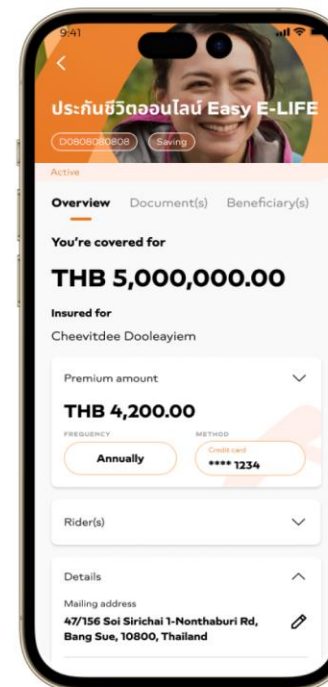 9:41
ประกันชีวิตออนไลน์ Easy E-LIFE
D0808080808 Saving
Active
Overview Document(s) Beneficiary(s)
You're covered for
THB 5,000,000.00
Insured for
Cheevitdee Dooleayiem
Premium amount
THB 4,200.00
FREQUENCY METHOD
Annually
Credit card
**** 1234
Rider(s)
Details
Mailing address
47/156 Soi Sirichai 1-Nonthaburi Rd,
Bang Sue, 10800, Thailand